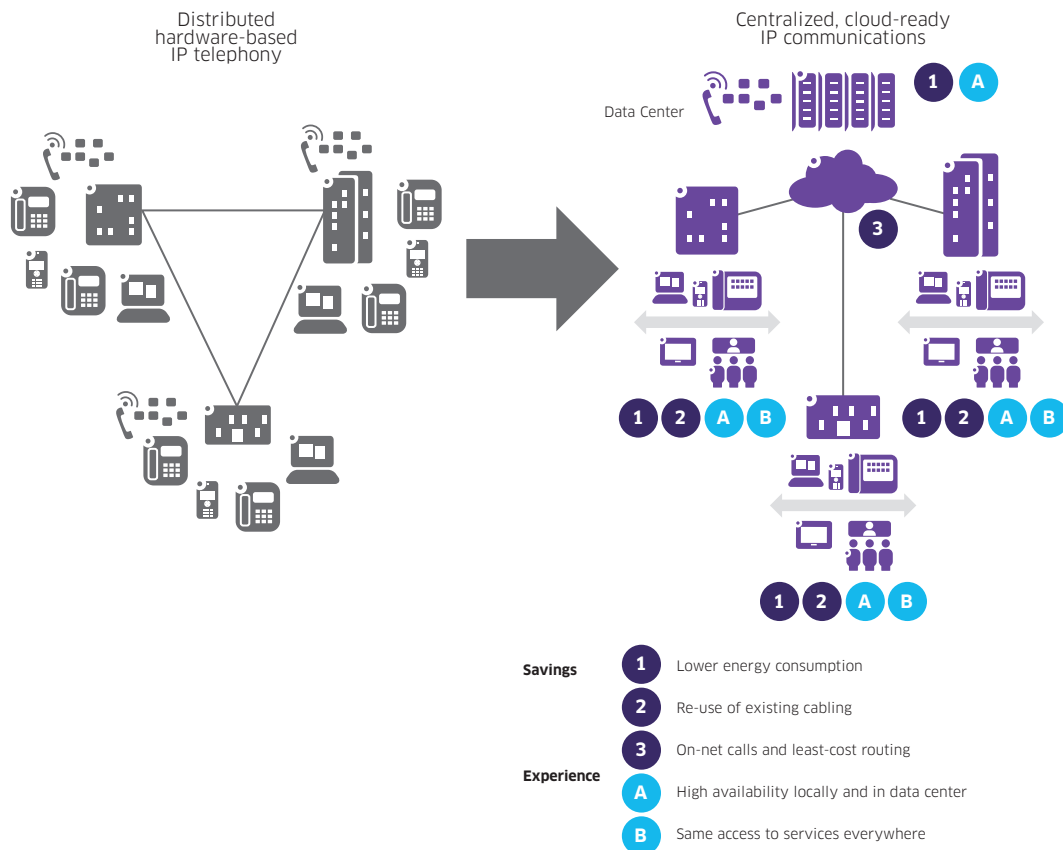 Distributed
hardware-based
IP telephony
Centralized, cloud-ready
IP communications
Data Center
1 A
3
1 2 A B
1 2 A B
1 2 A B
Savings
1 Lower energy consumption
2 Re-use of existing cabling
3 On-net calls and least-cost routing
Experience
A High availability locally and in data center
B Same access to services everywhere